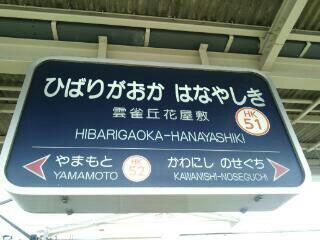 ひばりがおか はなやしき
雲雀丘花屋敷
HK 51
HIBARIGAOKA-HANAYASHIKI
やまもと
YAMAMOTO
HK 52
かわにし のせぐち
KAWANISHI-NOSEGUCHI